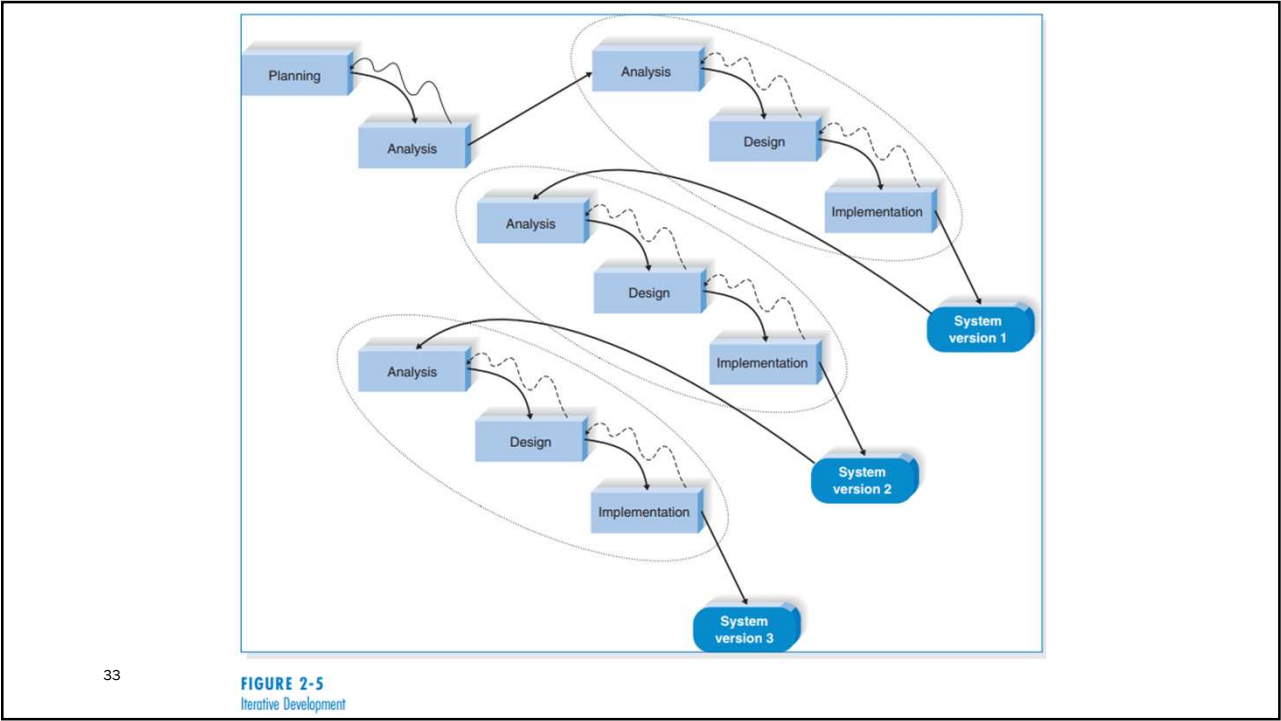 Planning
Analysis
Analysis
Design
Implementation
System
version 1
Analysis
Design
Implementation
System
version 2
Analysis
Design
Implementation
System
version 3
33
FIGURE 2-5
Iterative Development